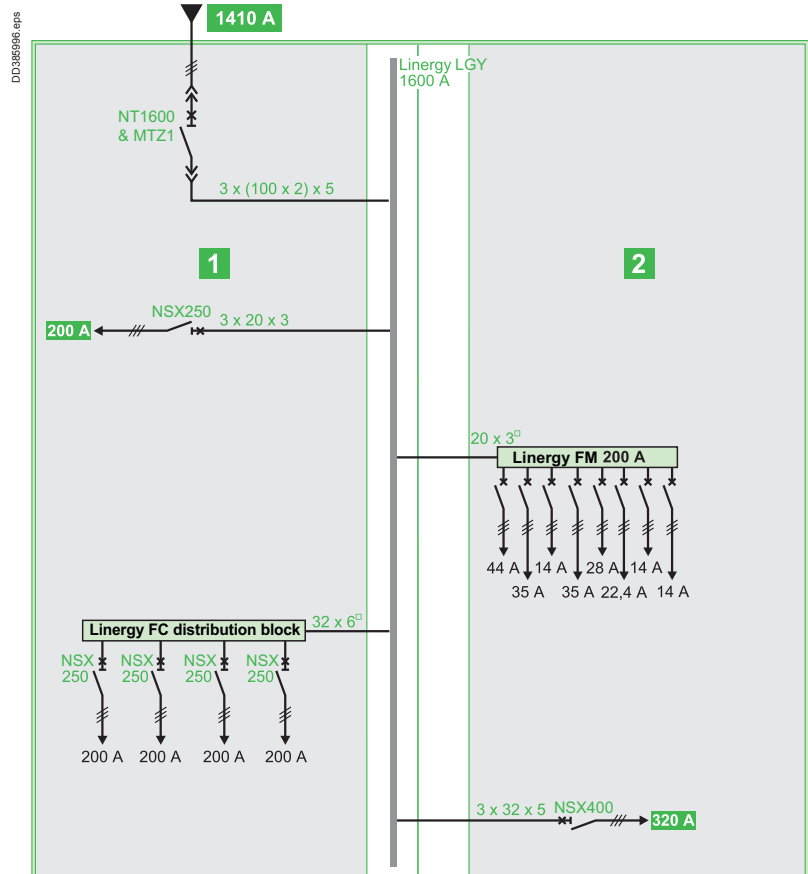 DD385996.eps
1410 A
Linergy LGY
1600 A
NT1600
& MTZ1
3 x (100 x 2) x 5
1
2
NSX250
200 A
3 x 20 x 3
20 x 3□
Linergy FM 200 A
44 A
14 A
28 A
14 A
35 A
35 A
22,4 A
14 A
Linergy FC distribution block
32 x 6□
NSX
250
NSX
250
NSX
250
NSX
250
200 A
200 A
200 A
200 A
3 x 32 x 5
NSX400
320 A